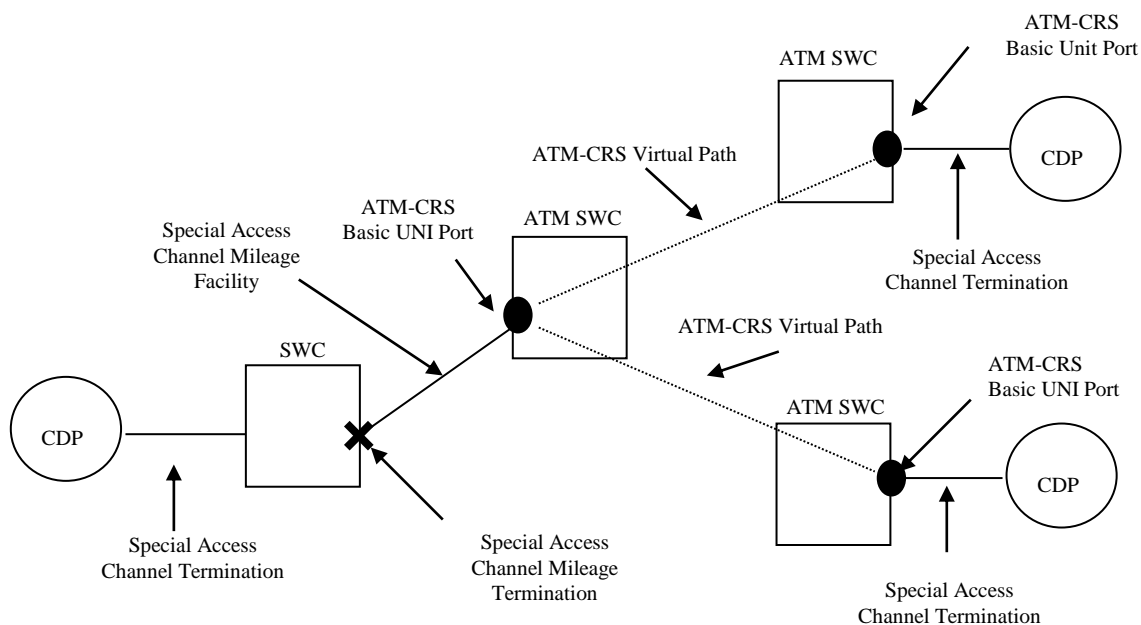 ATM-CRS
Basic Unit Port
ATM SWC
CDP
ATM-CRS Virtual Path
ATM-CRS
Basic UNI Port
ATM SWC
Special Access
Channel Mileage
Facility
Special Access
Channel Termination
ATM-CRS Virtual Path
SWC
ATM-CRS
Basic UNI Port
ATM SWC
CDP
CDP
Special Access
Channel Termination
Special Access
Channel Mileage
Termination
Special Access
Channel Termination